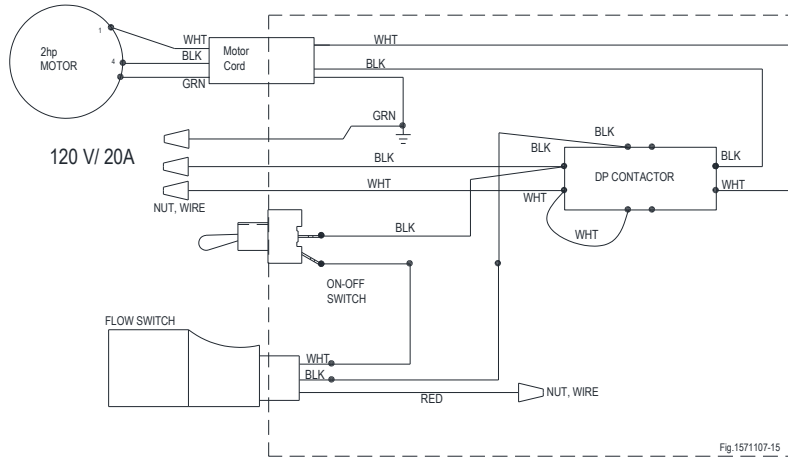 WHT
WHT
1
2hp
MOTOR
BLK
Motor
Cord
BLK
4
GRN
GRN
BLK
120 V/ 20A
BLK
BLK
BLK
DP CONTACTOR
WHT
WHT
WHT
NUT, WIRE
WHT
BLK
ON-OFF
SWITCH
FLOW SWITCH
WHT
BLK
RED
NUT, WIRE
Fig.1571107-15